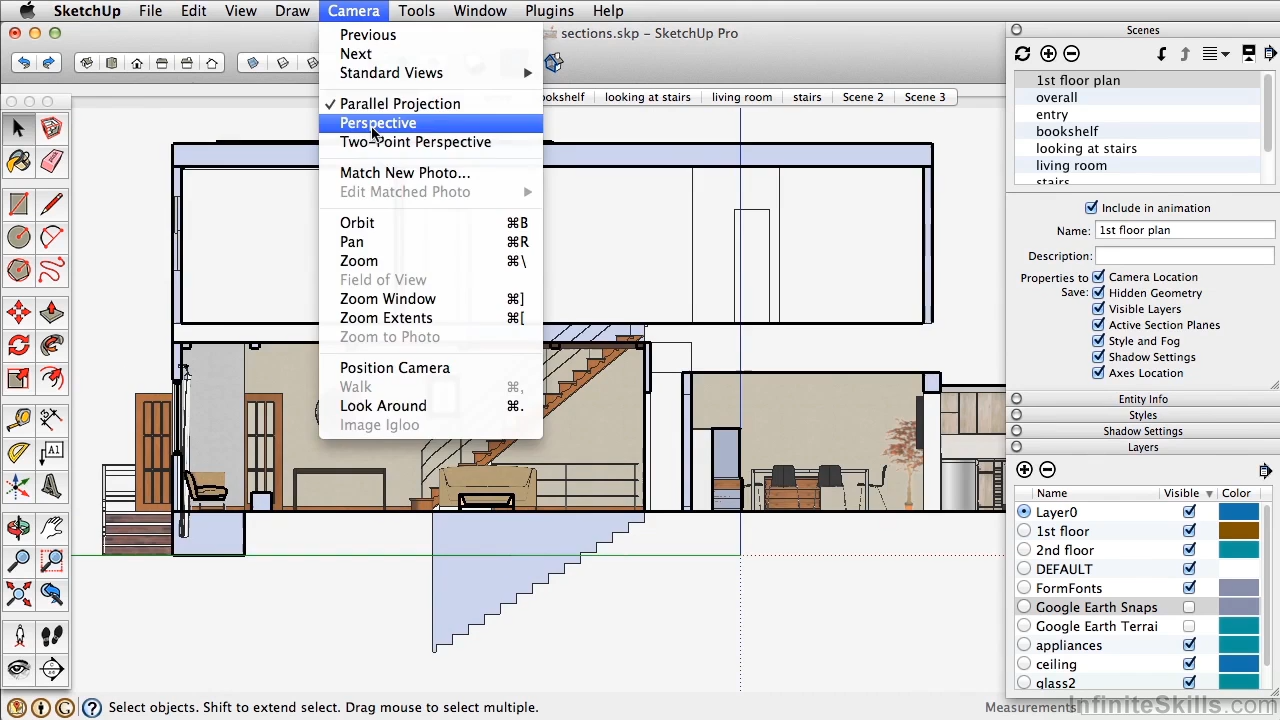 SketchUp File Edit View Draw Camera Tools Window Plugins Help
sections.skp - SketchUp Pro
Previous
Next
Standard Views
Parallel Projection
Perspective
Two-Point Perspective
Match New Photo...
Edit Matched Photo
Orbit ⌘B
Pan ⌘R
Zoom ⌘\
Field of View
Zoom Window ⌘]
Zoom Extents ⌘[
Zoom to Photo
Position Camera
Walk ⌘,
Look Around ⌘.
Image Igloo
ookshelf looking at stairs living room stairs Scene 2 Scene 3
Scenes
1st floor plan
overall
entry
bookshelf
looking at stairs
living room
stairs
Include in animation
Name: 1st floor plan
Description:
Properties to Save:
Camera Location
Hidden Geometry
Visible Layers
Active Section Planes
Style and Fog
Shadow Settings
Axes Location
Entity Info
Styles
Shadow Settings
Layers
Name Visible Color
Layer0
1st floor
2nd floor
DEFAULT
FormFonts
Google Earth Snaps
Google Earth Terrai
appliances
ceiling
glass2
A1
Select objects. Shift to extend select. Drag mouse to select multiple.
Measurements
InfiniteSkills.com